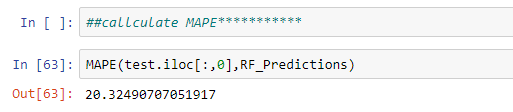 In [ ]: ##callculate MAPE***********
In [63]: MAPE(test.iloc[:,0],RF_Predictions)
Out[63]: 20.32490707051917